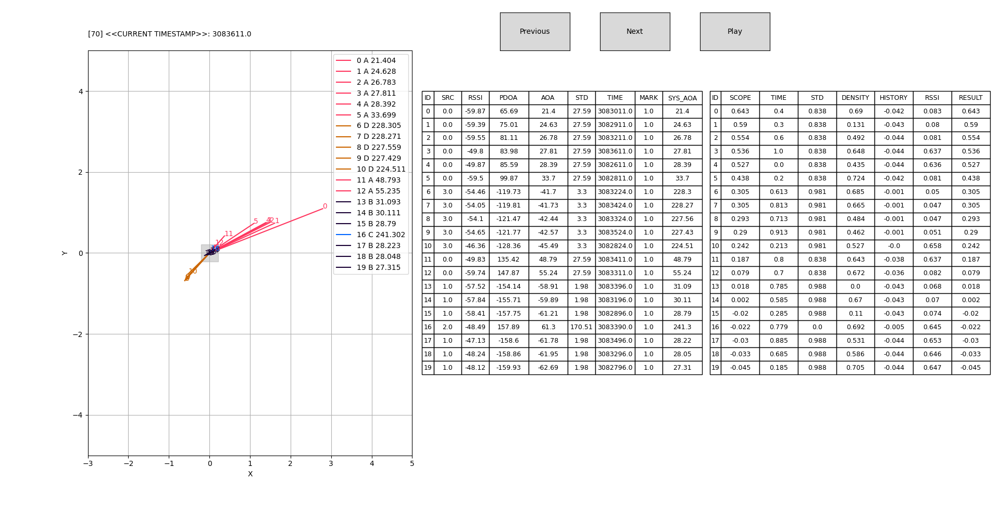 Previous
Next
Play
[70] <<CURRENT TIMESTAMP>>: 3083611.0
0 A 21.404
1 A 24.628
2 A 26.783
3 A 27.811
4 A 28.392
5 A 33.699
6 D 228.305
7 D 228.271
8 D 227.559
9 D 227.429
10 D 224.511
11 A 48.793
12 A 55.235
13 B 31.093
14 B 30.111
15 B 28.79
16 C 241.302
17 B 28.223
18 B 28.048
19 B 27.315
4
2
0
−2
−4
Y
0
5
2
1
11
12
10
−3 −2 −1 0 1 2 3 4 5
X
ID SRC RSSI PDOA AOA STD TIME MARK SYS_AOA
0 0.0 -59.87 65.69 21.4 27.59 3083011.0 1.0 21.4
1 0.0 -59.39 75.01 24.63 27.59 3082911.0 1.0 24.63
2 0.0 -59.55 81.11 26.78 27.59 3083211.0 1.0 26.78
3 0.0 -49.8 83.98 27.81 27.59 3083611.0 1.0 27.81
4 0.0 -49.87 85.59 28.39 27.59 3082611.0 1.0 28.39
5 0.0 -59.5 99.87 33.7 27.59 3082811.0 1.0 33.7
6 3.0 -54.46 -119.73 -41.7 3.3 3083224.0 1.0 228.3
7 3.0 -54.05 -119.81 -41.73 3.3 3083424.0 1.0 228.27
8 3.0 -54.1 -121.47 -42.44 3.3 3083324.0 1.0 227.56
9 3.0 -54.65 -121.77 -42.57 3.3 3083524.0 1.0 227.43
10 3.0 -46.36 -128.36 -45.49 3.3 3082824.0 1.0 224.51
11 0.0 -49.83 135.42 48.79 27.59 3083411.0 1.0 48.79
12 0.0 -59.74 147.87 55.24 27.59 3083311.0 1.0 55.24
13 1.0 -57.52 -154.14 -58.91 1.98 3083396.0 1.0 31.09
14 1.0 -57.84 -155.71 -59.89 1.98 3083196.0 1.0 30.11
15 1.0 -58.41 -157.75 -61.21 1.98 3082896.0 1.0 28.79
16 2.0 -48.49 157.89 61.3 170.51 3083390.0 1.0 241.3
17 1.0 -47.13 -158.6 -61.78 1.98 3083496.0 1.0 28.22
18 1.0 -48.24 -158.86 -61.95 1.98 3083296.0 1.0 28.05
19 1.0 -48.12 -159.93 -62.69 1.98 3082796.0 1.0 27.31
ID SCOPE TIME STD DENSITY HISTORY RSSI RESULT
0 0.643 0.4 0.838 0.69 -0.042 0.083 0.643
1 0.59 0.3 0.838 0.131 -0.043 0.08 0.59
2 0.554 0.6 0.838 0.492 -0.044 0.081 0.554
3 0.536 1.0 0.838 0.648 -0.044 0.637 0.536
4 0.527 0.0 0.838 0.435 -0.044 0.636 0.527
5 0.438 0.2 0.838 0.724 -0.042 0.081 0.438
6 0.305 0.613 0.981 0.685 -0.001 0.05 0.305
7 0.305 0.813 0.981 0.665 -0.001 0.047 0.305
8 0.293 0.713 0.981 0.484 -0.001 0.047 0.293
9 0.29 0.913 0.981 0.462 -0.001 0.051 0.29
10 0.242 0.213 0.981 0.527 -0.0 0.658 0.242
11 0.187 0.8 0.838 0.643 -0.038 0.637 0.187
12 0.079 0.7 0.838 0.672 -0.036 0.082 0.079
13 0.018 0.785 0.988 0.0 -0.043 0.068 0.018
14 0.002 0.585 0.988 0.67 -0.043 0.07 0.002
15 -0.02 0.285 0.988 0.11 -0.043 0.074 -0.02
16 -0.022 0.779 0.0 0.692 -0.005 0.645 -0.022
17 -0.03 0.885 0.988 0.531 -0.044 0.653 -0.03
18 -0.033 0.685 0.988 0.586 -0.044 0.646 -0.033
19 -0.045 0.185 0.988 0.705 -0.044 0.647 -0.045